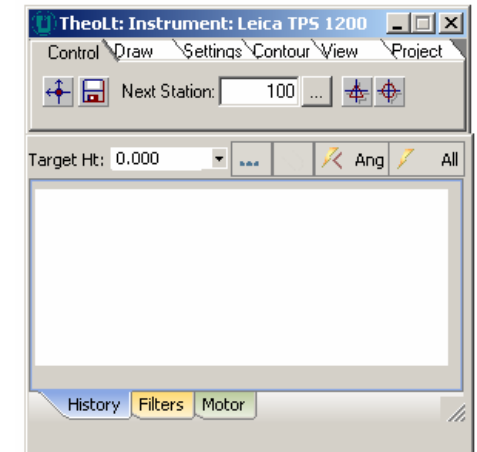 TheoLt: Instrument: Leica TPS 1200
Control Draw Settings Contour View Project
Next Station: 100 ...
Target Ht: 0.000 ... Ang All
History Filters Motor